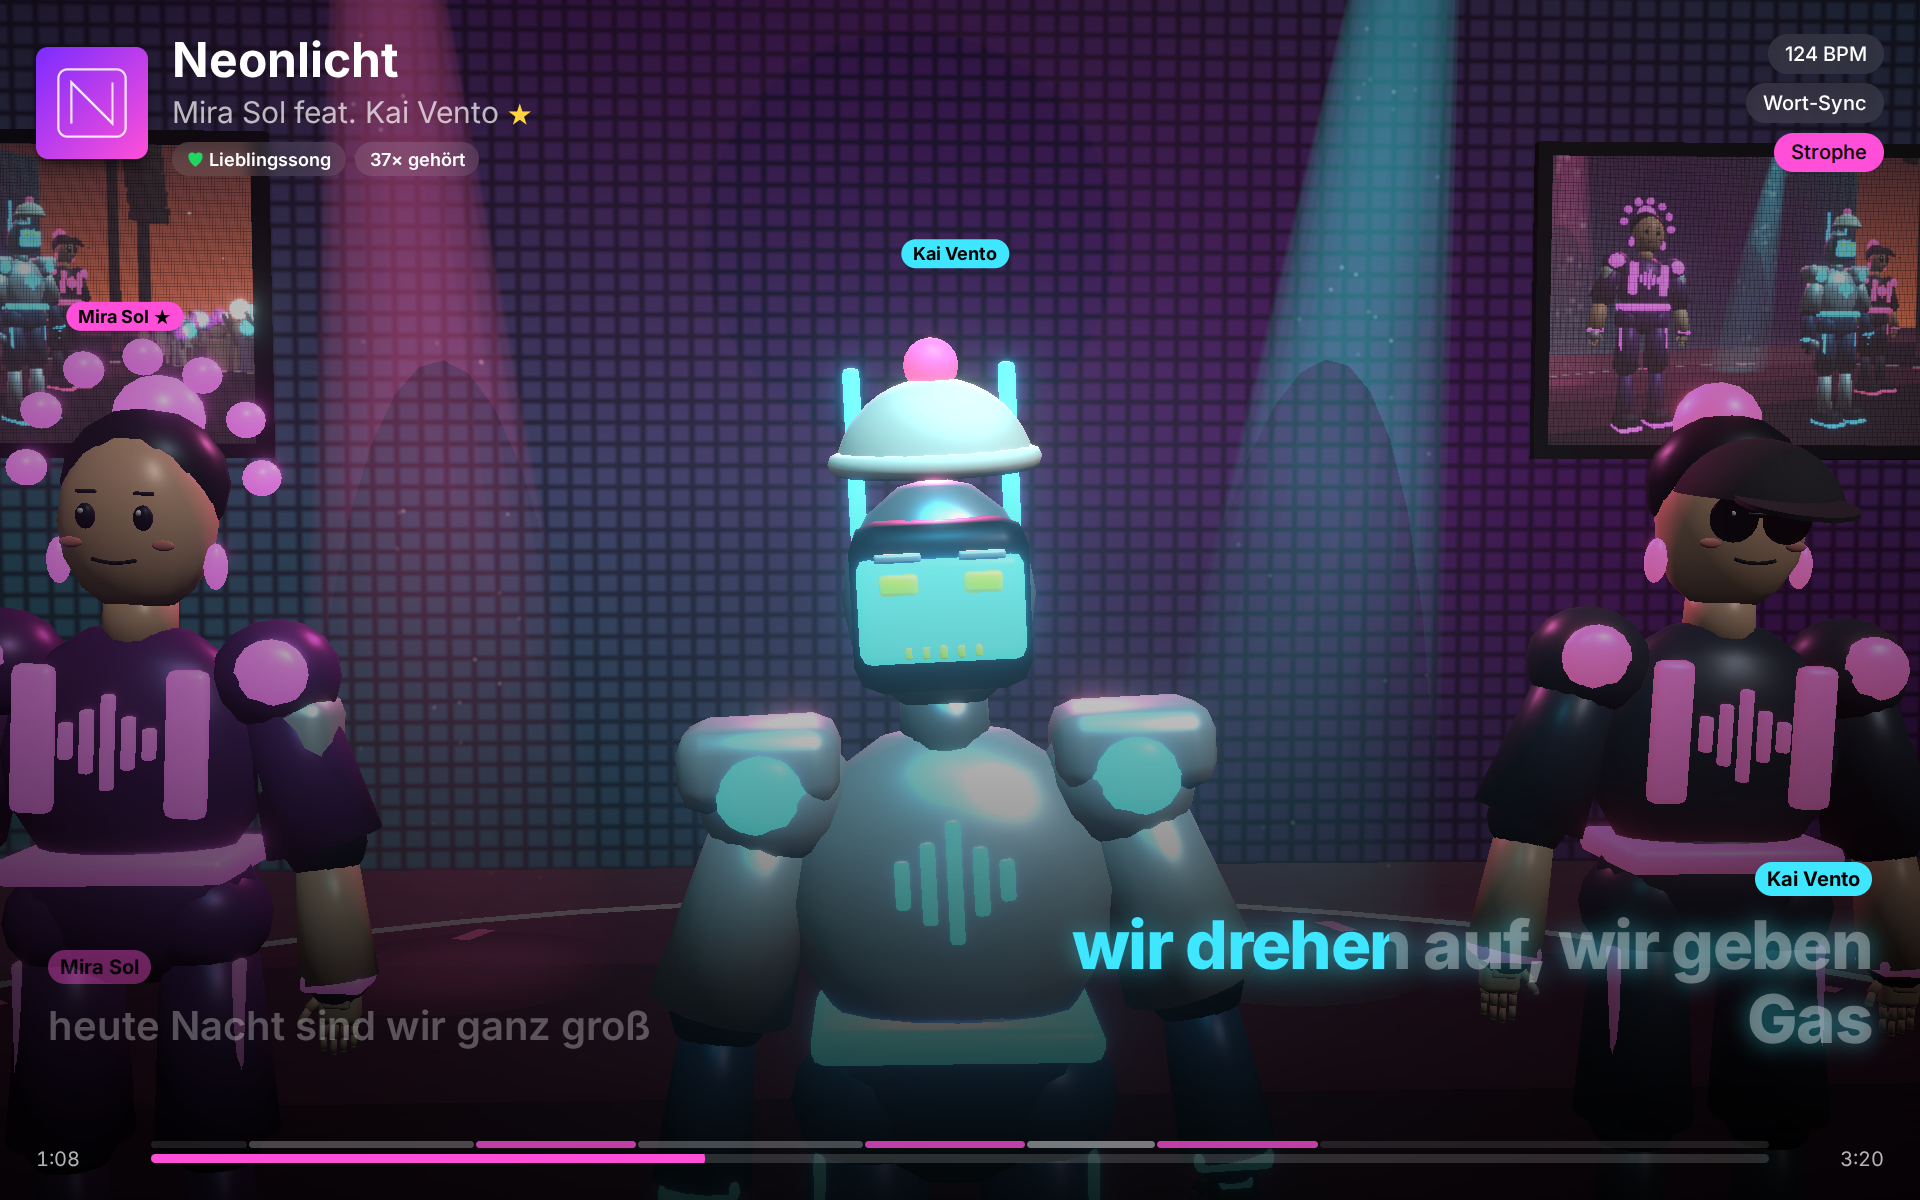 N
Neonlicht
Mira Sol feat. Kai Vento ★
Lieblingssong
37× gehört
124 BPM
Wort-Sync
Strophe
Kai Vento
Mira Sol ★
Kai Vento
wir drehen auf, wir geben
Gas
Mira Sol
heute Nacht sind wir ganz groß
1:08
3:20